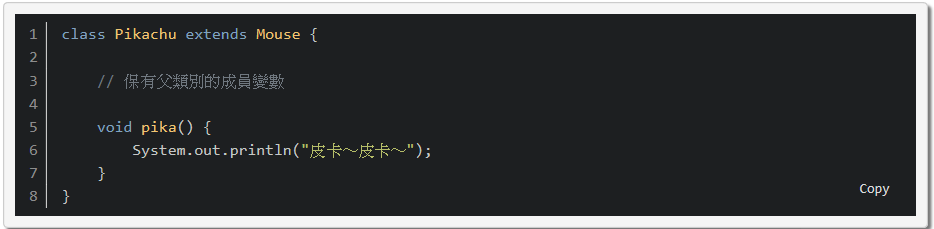 1 class Pikachu extends Mouse {
2
3 // 保有父類別的成員變數
4
5 void pika() {
6 System.out.println("皮卡～皮卡～");
7 }
8 }
Copy